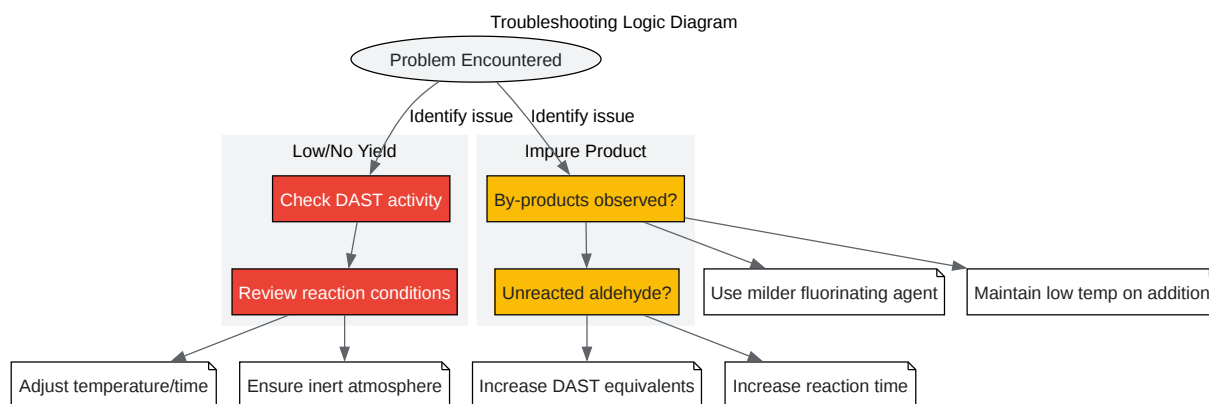 Troubleshooting Logic Diagram
Problem Encountered
Identify issue
Identify issue
Low/No Yield
Impure Product
Check DAST activity
By-products observed?
Review reaction conditions
Unreacted aldehyde?
Use milder fluorinating agent
Maintain low temp on addition
Adjust temperature/time
Ensure inert atmosphere
Increase DAST equivalents
Increase reaction time